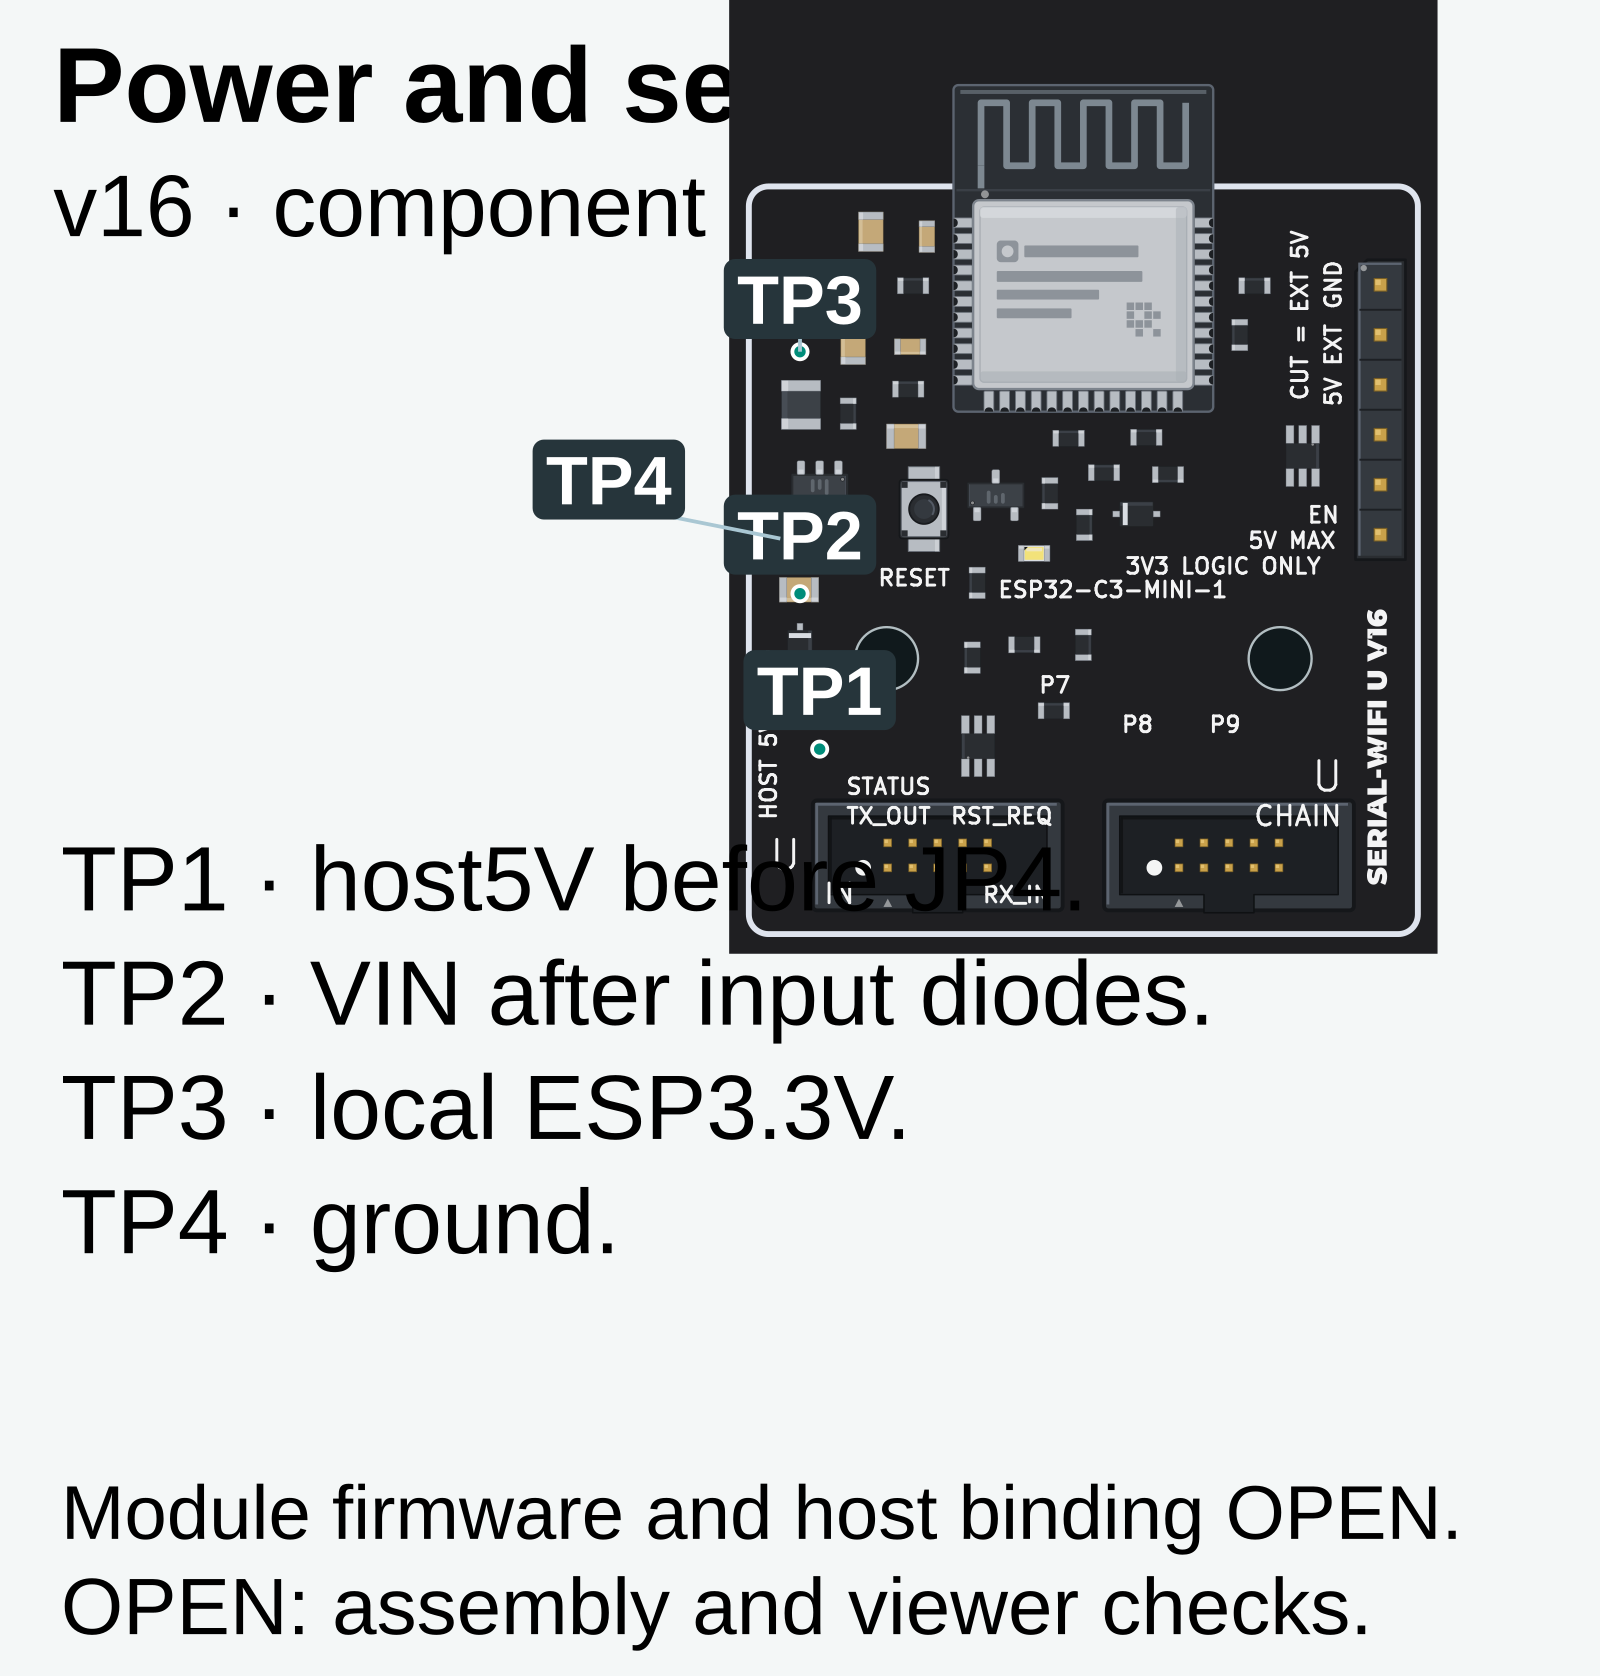 Power and se
v16 · component
TP3
TP4
TP2
TP1
CUT = EXT 5V
5V EXT GND
EN
5V MAX
3V3 LOGIC ONLY
RESET
ESP32-C3-MINI-1
P7
P8
P9
SERIAL-WIFI U V16
HOST 5
STATUS
TX_OUT RST_REQ
CHAIN
U
U
IN
TP1 · host5V before JP4.
TP2 · VIN after input diodes.
TP3 · local ESP3.3V.
TP4 · ground.
Module firmware and host binding OPEN.
OPEN: assembly and viewer checks.